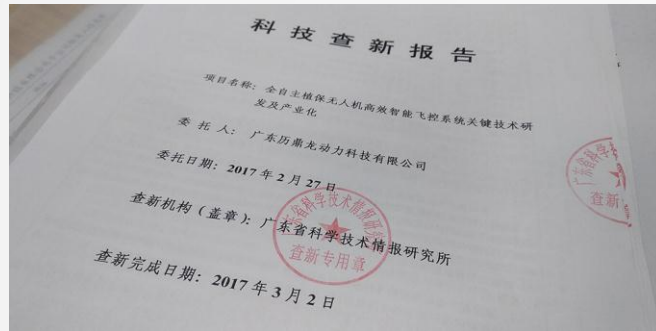 科技查新报告
项目名称：全自主植保无人机高效智能飞控系统关键技术研
发及产业化
委托人：广东历鼎龙动力科技有限公司
委托日期：2017年2月27日
查新机构（盖章）：广东省科学技术情报研究所
查新完成日期：2017年3月2日
查新专用章
广东省科学
查新